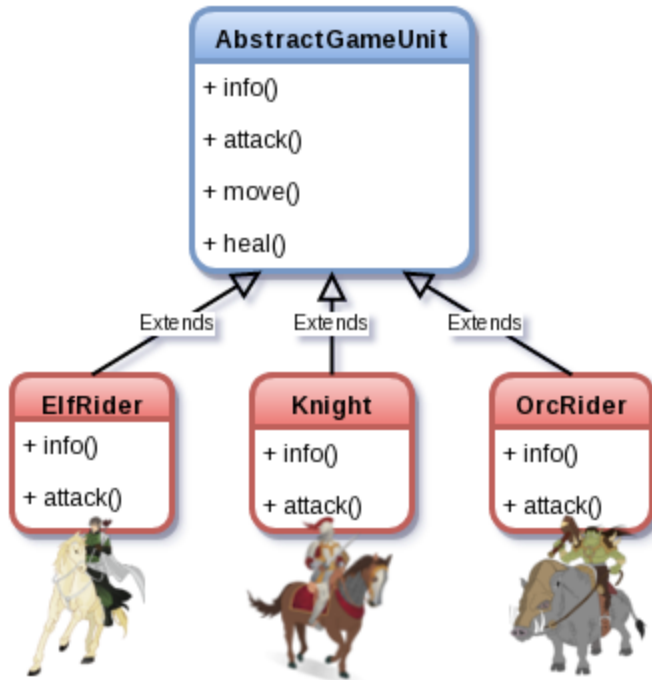 AbstractGameUnit
+ info()
+ attack()
+ move()
+ heal()
Extends
Extends
Extends
ElfRider
+ info()
+ attack()
Knight
+ info()
+ attack()
OrcRider
+ info()
+ attack()